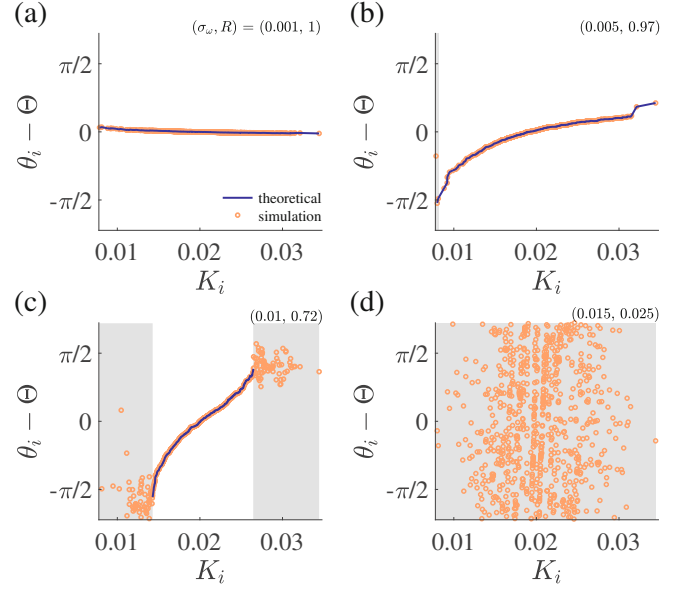 (a)
(σ_ω, R) = (0.001, 1)
π/2
0
-π/2
θ_i − Θ
theoretical
simulation
0.01
0.02
0.03
K_i
(b)
(0.005, 0.97)
π/2
0
-π/2
θ_i − Θ
0.01
0.02
0.03
K_i
(c)
(0.01, 0.72)
π/2
0
-π/2
θ_i − Θ
0.01
0.02
0.03
K_i
(d)
(0.015, 0.025)
π/2
0
-π/2
θ_i − Θ
0.01
0.02
0.03
K_i